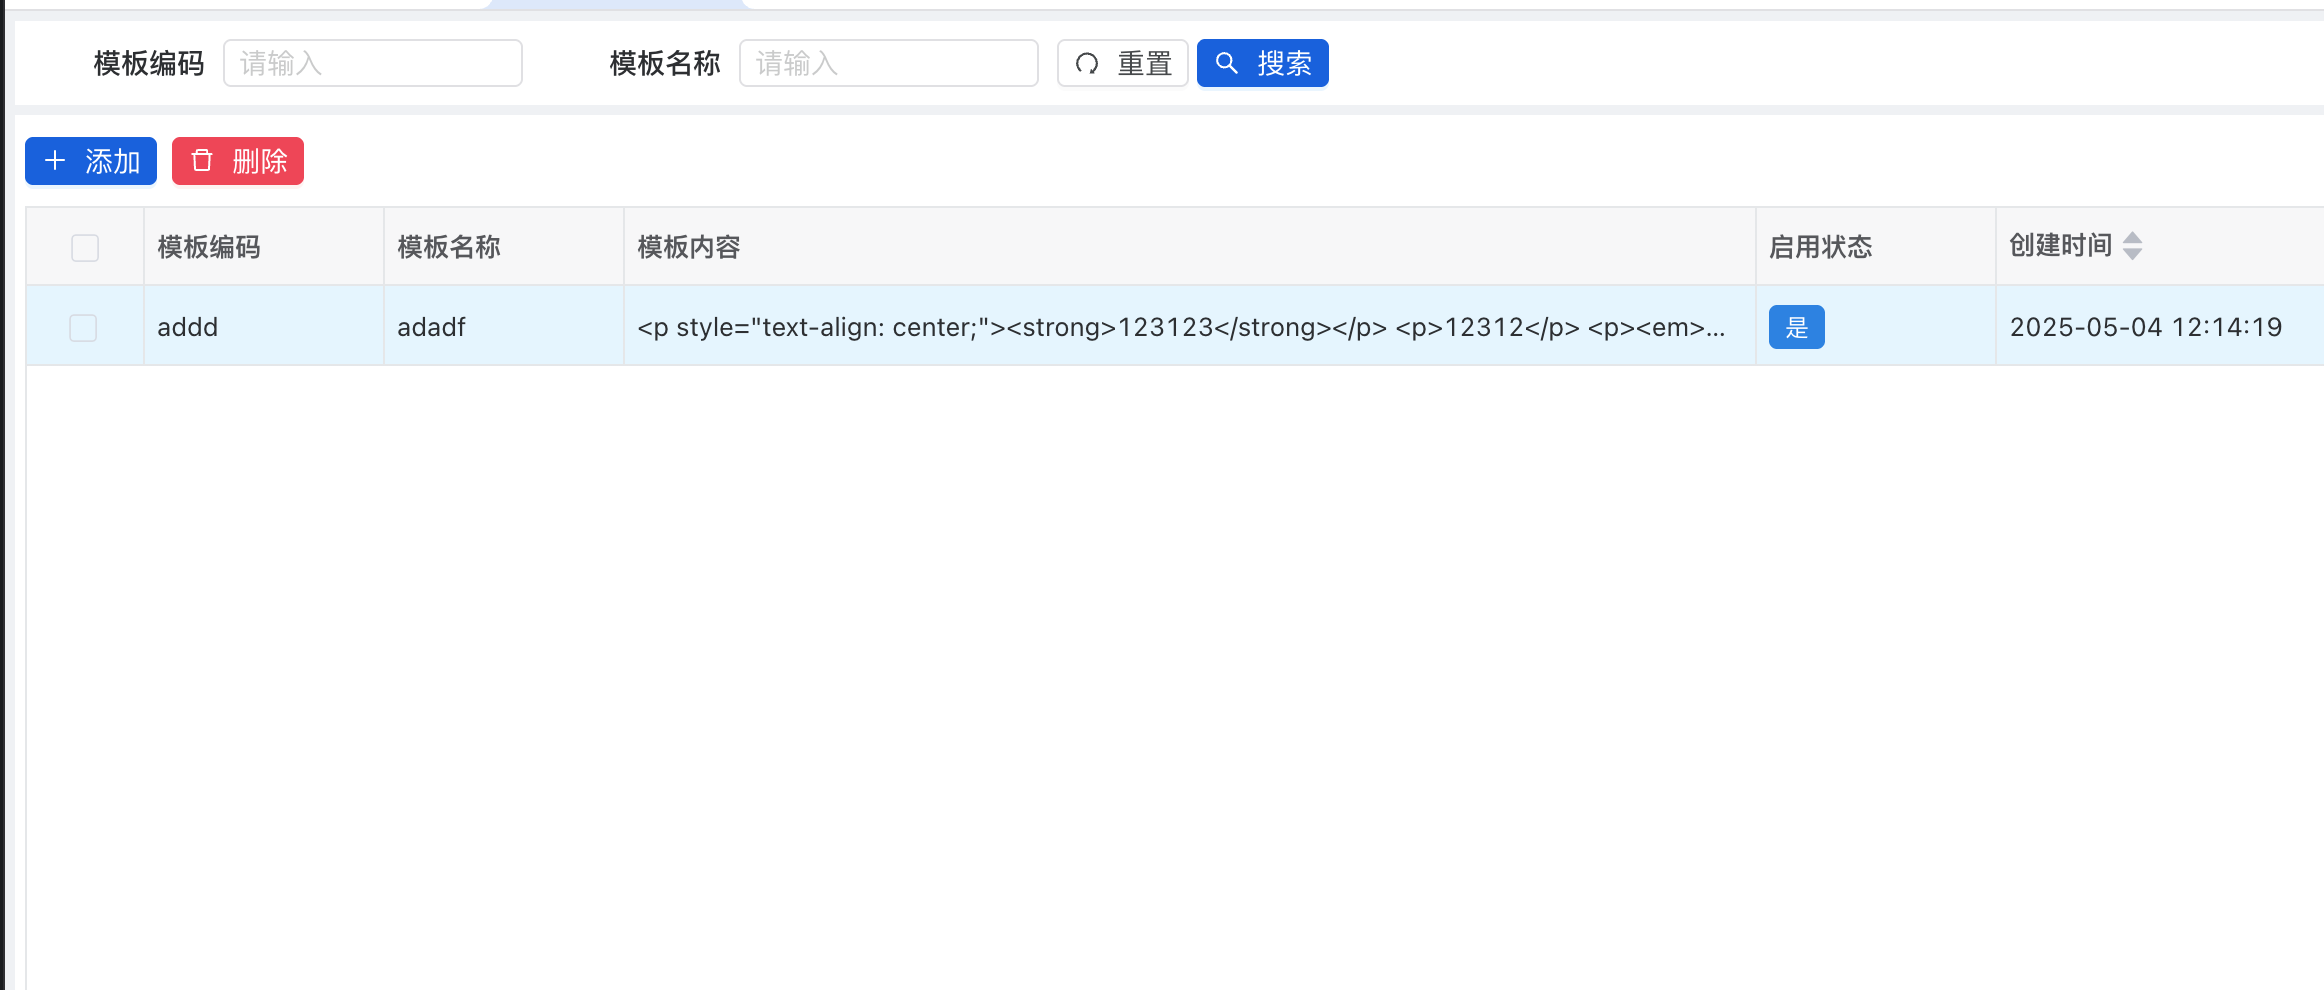 模板编码 请输入 模板名称 请输入 重置 搜索
添加 删除
模板编码 模板名称 模板内容 启用状态 创建时间
addd adadf <p style="text-align: center;"><strong>123123</strong></p> <p>12312</p> <p><em>... 是 2025-05-04 12:14:19